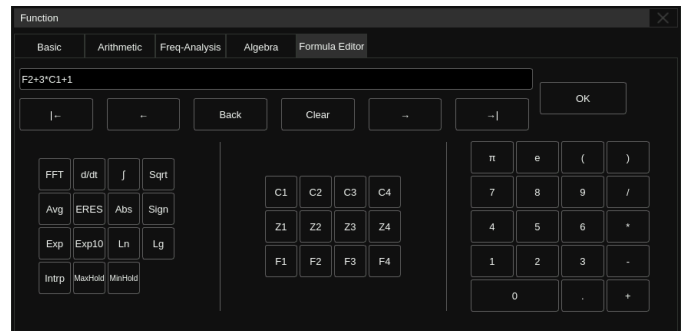 Function
Basic Arithmetic Freq-Analysis Algebra Formula Editor
F2+3*C1+1
OK
|← ← Back Clear → →|
FFT d/dt ∫ Sqrt
Avg ERES Abs Sign
Exp Exp10 Ln Lg
Intrp MaxHold MinHold
C1 C2 C3 C4
Z1 Z2 Z3 Z4
F1 F2 F3 F4
π e ( )
7 8 9 /
4 5 6 *
1 2 3 -
0 . +